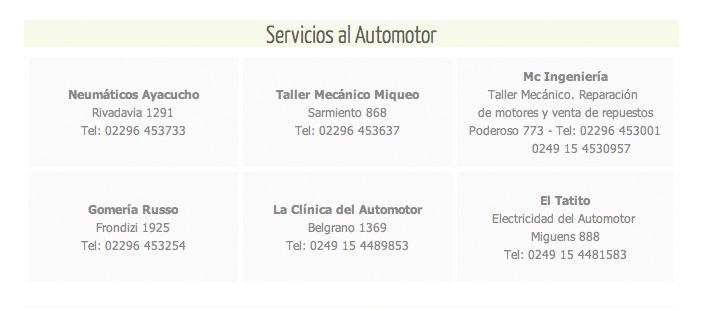 Servicios al Automotor
Neumáticos Ayacucho
Rivadavia 1291
Tel: 02296 453733
Taller Mecánico Miqueo
Sarmiento 868
Tel: 02296 453637
Mc Ingeniería
Taller Mecánico. Reparación
de motores y venta de repuestos
Poderoso 773 - Tel: 02296 453001
0249 15 4530957
Gomería Russo
Frondizi 1925
Tel: 02296 453254
La Clínica del Automotor
Belgrano 1369
Tel: 0249 15 4489853
El Tatito
Electricidad del Automotor
Miguens 888
Tel: 0249 15 4481583